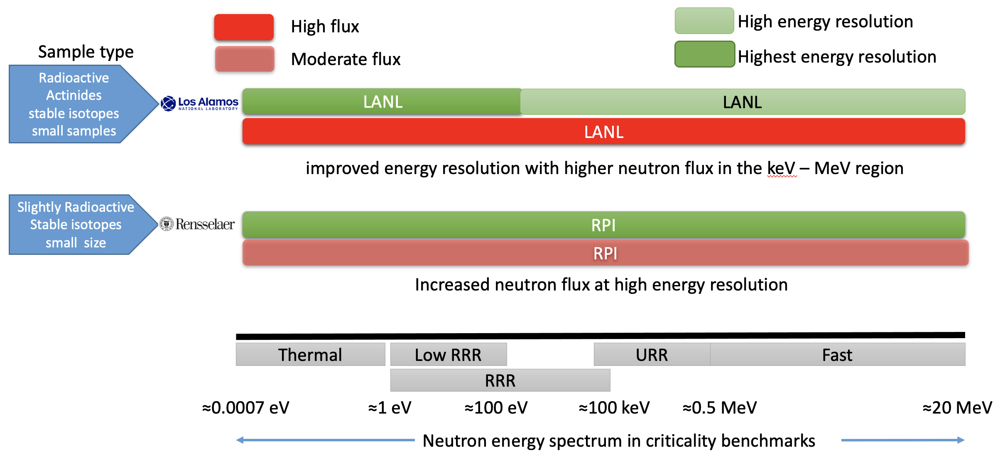 High flux
High energy resolution
Moderate flux
Highest energy resolution
Sample type
Radioactive
Actinides
stable isotopes
small samples
Los Alamos
NATIONAL LABORATORY
LANL
LANL
LANL
improved energy resolution with higher neutron flux in the keV – MeV region
Slightly Radioactive
Stable isotopes
small size
Rensselaer
RPI
RPI
Increased neutron flux at high energy resolution
Thermal
Low RRR
URR
Fast
RRR
≈0.0007 eV
≈1 eV
≈100 eV
≈100 keV
≈0.5 MeV
≈20 MeV
Neutron energy spectrum in criticality benchmarks